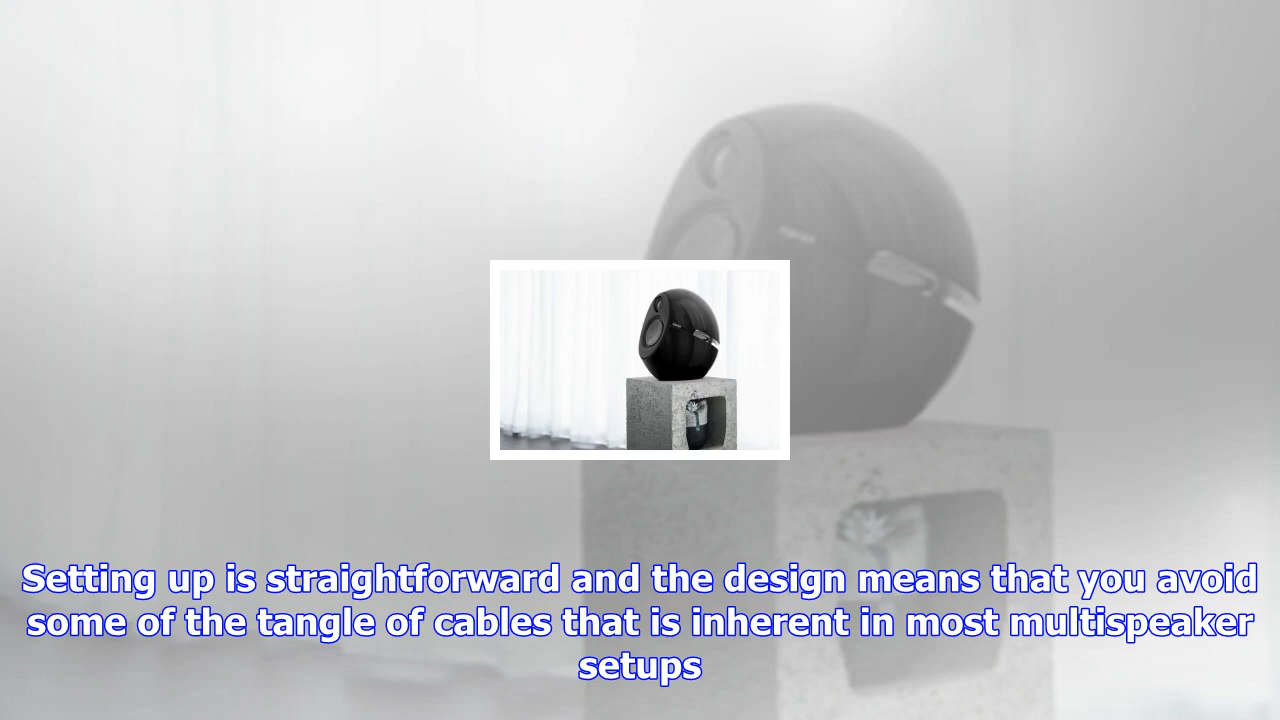 Setting up is straightforward and the design means that you avoid
some of the tangle of cables that is inherent in most multispeaker
setups